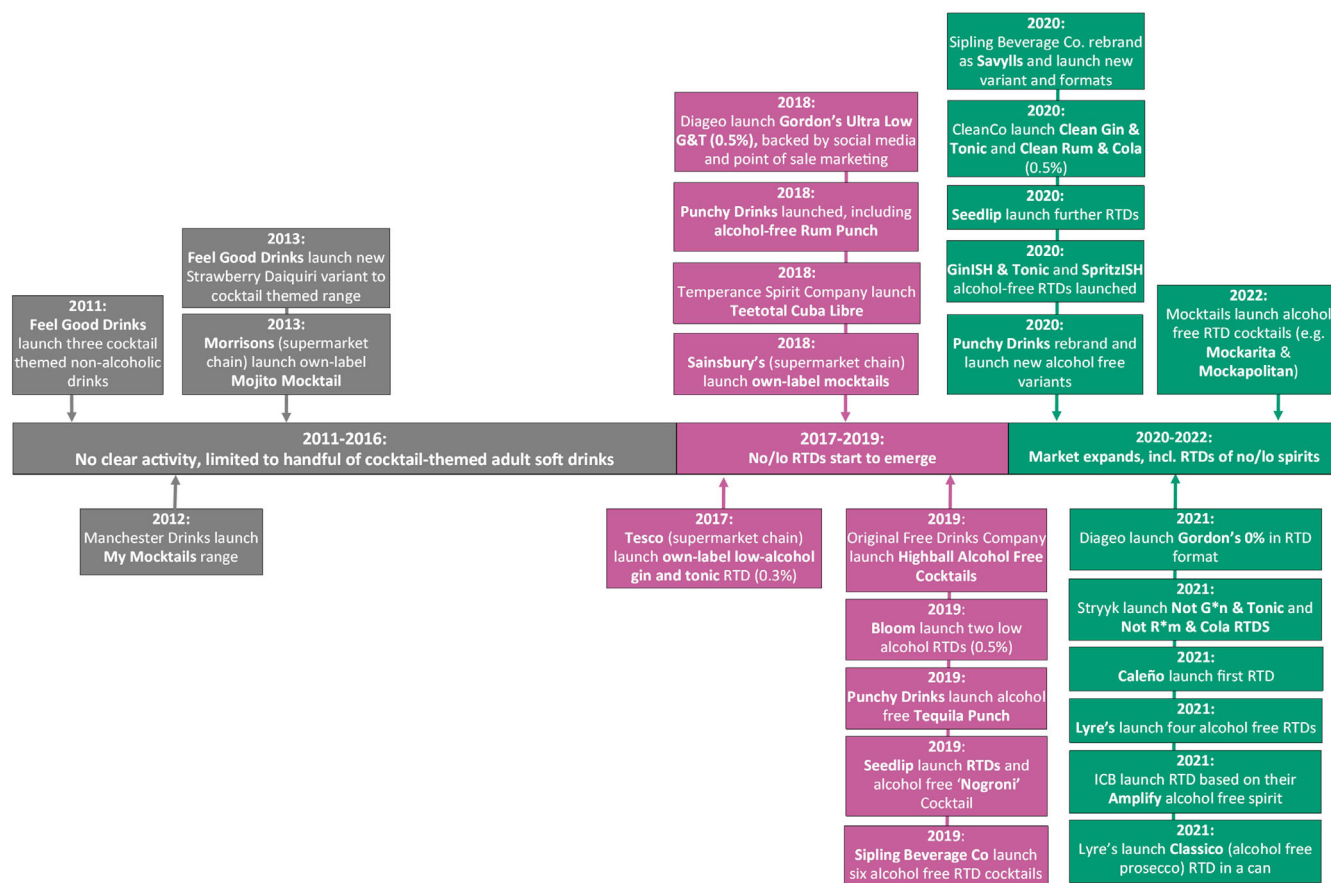 2011:
Feel Good Drinks
launch three cocktail
themed non-alcoholic
drinks
2013:
Feel Good Drinks launch new
Strawberry Daiquiri variant to
cocktail themed range
2013:
Morrisons (supermarket
chain) launch own-label
Mojito Mocktail
2018:
Diageo launch Gordon's Ultra Low
G&T (0.5%), backed by social media
and point of sale marketing
2018:
Punchy Drinks launched, including
alcohol-free Rum Punch
2018:
Temperance Spirit Company launch
Teetotal Cuba Libre
2018:
Sainsbury's (supermarket chain)
launch own-label mocktails
2020:
Sipling Beverage Co. rebrand
as Savylls and launch new
variant and formats
2020:
CleanCo launch Clean Gin &
Tonic and Clean Rum & Cola
(0.5%)
2020:
Seedlip launch further RTDs
2020:
GinISH & Tonic and SpritzISH
alcohol-free RTDs launched
2020:
Punchy Drinks rebrand and
launch new alcohol free
variants
2022:
Mocktails launch alcohol
free RTD cocktails (e.g.
Mockarita &
Mockapolitan)
2011-2016:
No clear activity, limited to handful of cocktail-themed adult soft drinks
2017-2019:
No/lo RTDs start to emerge
2020-2022:
Market expands, incl. RTDs of no/lo spirits
2012:
Manchester Drinks launch
My Mocktails range
2017:
Tesco (supermarket chain)
launch own-label low-alcohol
gin and tonic RTD (0.3%)
2019:
Original Free Drinks Company
launch Highball Alcohol Free
Cocktails
2019:
Bloom launch two low
alcohol RTDs (0.5%)
2019:
Punchy Drinks launch alcohol
free Tequila Punch
2019:
Seedlip launch RTDs and
alcohol free 'Nogroni'
Cocktail
2019:
Sipling Beverage Co launch
six alcohol free RTD cocktails
2021:
Diageo launch Gordon's 0% in RTD
format
2021:
Stryyk launch Not G*n & Tonic and
Not R*m & Cola RTDS
2021:
Caleño launch first RTD
2021:
Lyre's launch four alcohol free RTDs
2021:
ICB launch RTD based on their
Amplify alcohol free spirit
2021:
Lyre's launch Classico (alcohol free
prosecco) RTD in a can